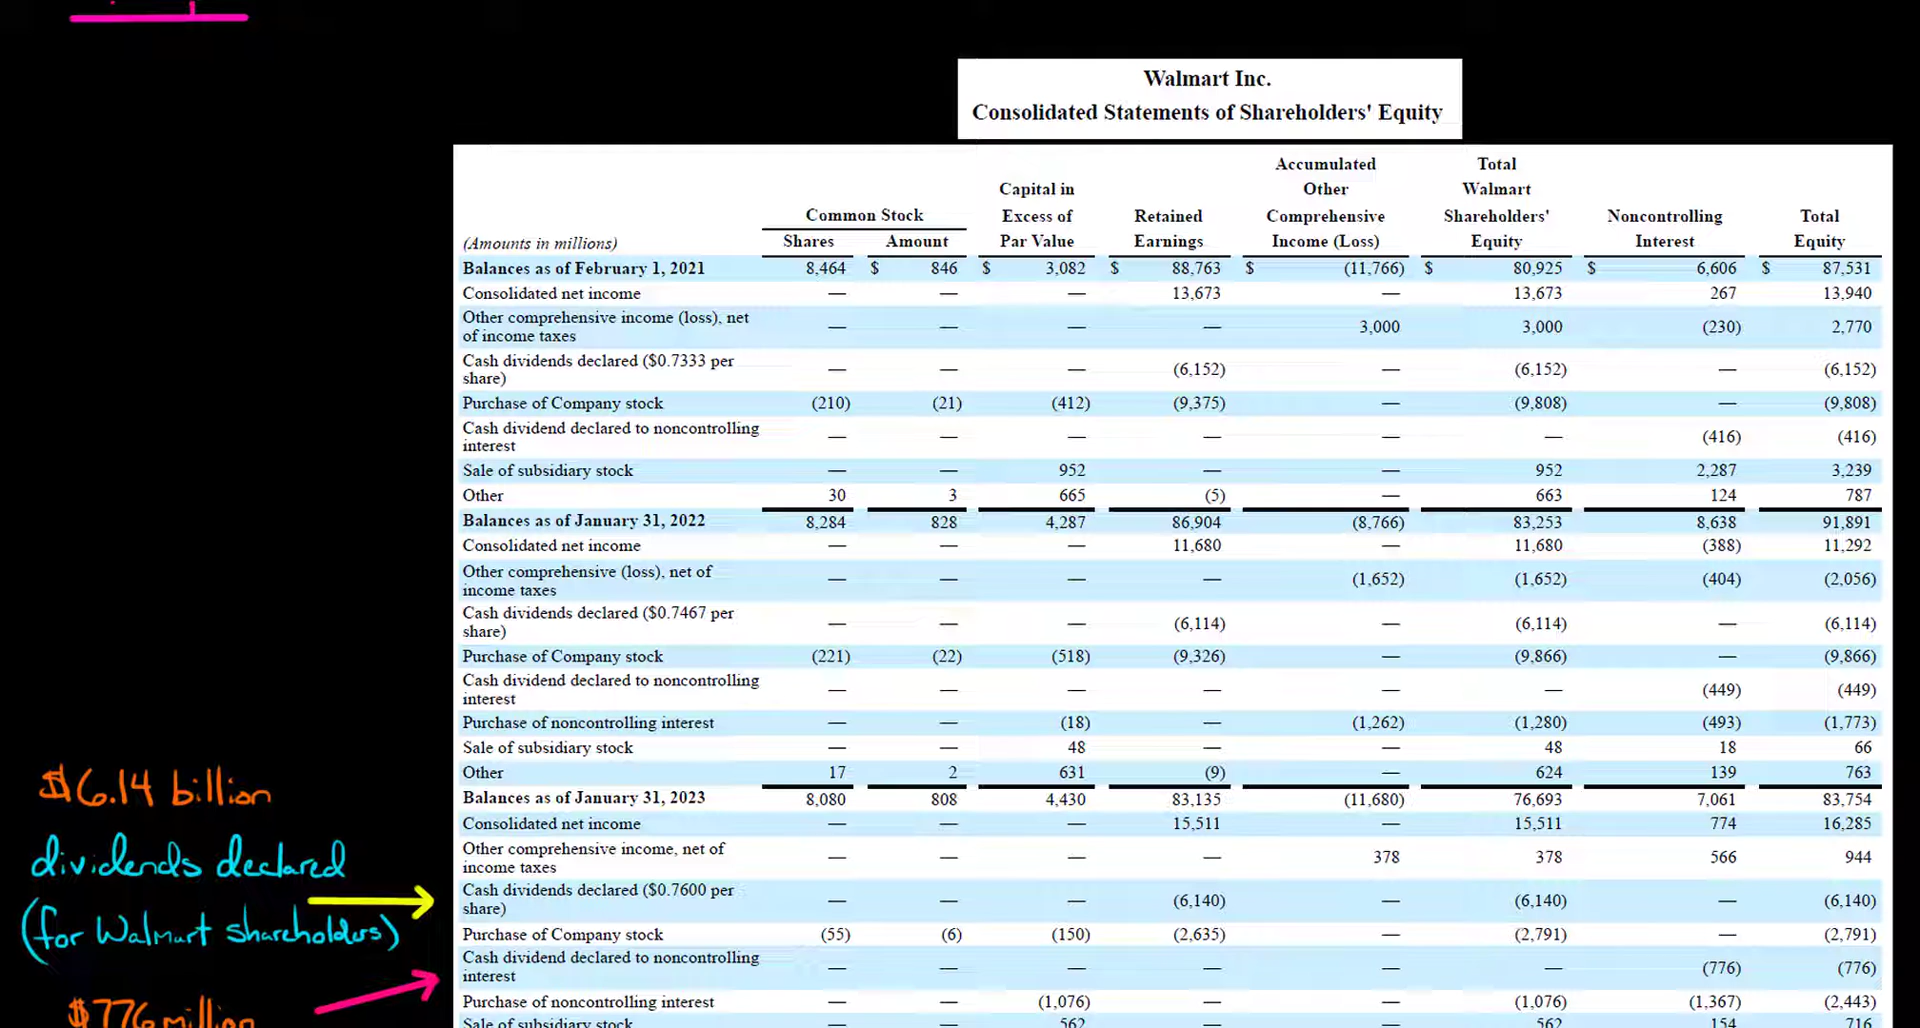 Walmart Inc.
Consolidated Statements of Shareholders' Equity
Accumulated Total
Capital in Other Walmart
Common Stock Excess of Retained Comprehensive Shareholders' Noncontrolling Total
(Amounts in millions) Shares Amount Par Value Earnings Income (Loss) Equity Interest Equity
Balances as of February 1, 2021 8,464 $ 846 $ 3,082 $ 88,763 $ (11,766) $ 80,925 $ 6,606 $ 87,531
Consolidated net income — — — 13,673 — 13,673 267 13,940
Other comprehensive income (loss), net
of income taxes — — — — 3,000 3,000 (230) 2,770
Cash dividends declared ($0.7333 per
share) — — — (6,152) — (6,152) — (6,152)
Purchase of Company stock (210) (21) (412) (9,375) — (9,808) — (9,808)
Cash dividend declared to noncontrolling
interest — — — — — — (416) (416)
Sale of subsidiary stock — — 952 — — 952 2,287 3,239
Other 30 3 665 (5) — 663 124 787
Balances as of January 31, 2022 8,284 828 4,287 86,904 (8,766) 83,253 8,638 91,891
Consolidated net income — — — 11,680 — 11,680 (388) 11,292
Other comprehensive (loss), net of
income taxes — — — — (1,652) (1,652) (404) (2,056)
Cash dividends declared ($0.7467 per
share) — — — (6,114) — (6,114) — (6,114)
Purchase of Company stock (221) (22) (518) (9,326) — (9,866) — (9,866)
Cash dividend declared to noncontrolling
interest — — — — — — (449) (449)
Purchase of noncontrolling interest — — (18) — (1,262) (1,280) (493) (1,773)
Sale of subsidiary stock — — 48 — — 48 18 66
Other 17 2 631 (9) — 624 139 763
Balances as of January 31, 2023 8,080 808 4,430 83,135 (11,680) 76,693 7,061 83,754
Consolidated net income — — — 15,511 — 15,511 774 16,285
Other comprehensive income, net of
income taxes — — — — 378 378 566 944
Cash dividends declared ($0.7600 per
share) — — — (6,140) — (6,140) — (6,140)
Purchase of Company stock (55) (6) (150) (2,635) — (2,791) — (2,791)
Cash dividend declared to noncontrolling
interest — — — — — — (776) (776)
Purchase of noncontrolling interest — — (1,076) — — (1,076) (1,367) (2,443)
Sale of subsidiary stock — — 562 — — 562 154 716
$6.14 billion
dividends declared
(for Walmart shareholders)
$776 million